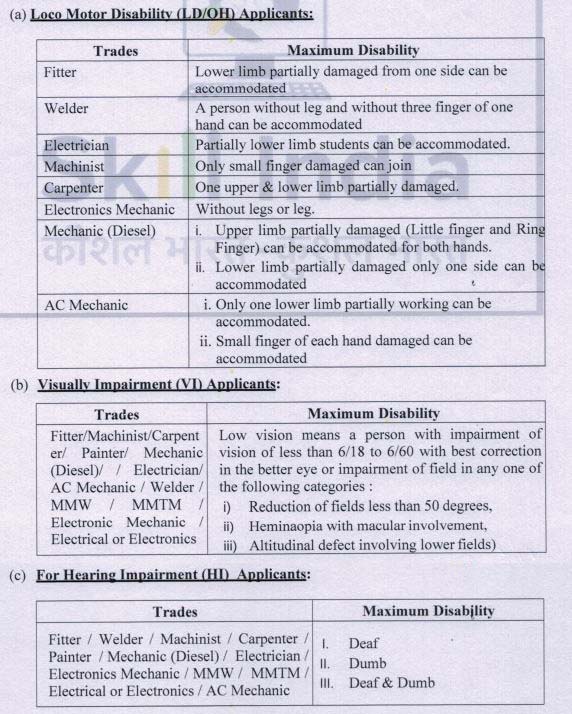 (a) Loco Motor Disability (LD/OH) Applicants:
Trades
Maximum Disability
Fitter
Lower limb partially damaged from one side can be
accommodated
Welder
A person without leg and without three finger of one
hand can be accommodated
Electrician
Partially lower limb students can be accommodated.
Machinist
Only small finger damaged can join
Carpenter
One upper & lower limb partially damaged.
Electronics Mechanic
Without legs or leg.
Mechanic (Diesel)
i. Upper limb partially damaged (Little finger and Ring
Finger) can be accommodated for both hands.
ii. Lower limb partially damaged only one side can be
accommodated
AC Mechanic
i. Only one lower limb partially working can be
accommodated.
ii. Small finger of each hand damaged can be
accommodated
Skill India
कौशल भारत - कुशल भारत
(b) Visually Impairment (VI) Applicants:
Trades
Maximum Disability
Fitter/Machinist/Carpent
er/ Painter/ Mechanic
(Diesel)/ / Electrician/
AC Mechanic / Welder /
MMW / MMTM /
Electronic Mechanic /
Electrical or Electronics
Low vision means a person with impairment of
vision of less than 6/18 to 6/60 with best correction
in the better eye or impairment of field in any one of
the following categories :
i) Reduction of fields less than 50 degrees,
ii) Heminaopia with macular involvement,
iii) Altitudinal defect involving lower fields)
(c) For Hearing Impairment (HI) Applicants:
Trades
Maximum Disability
Fitter / Welder / Machinist / Carpenter /
Painter / Mechanic (Diesel) / Electrician /
Electronics Mechanic / MMW / MMTM /
Electrical or Electronics / AC Mechanic
I. Deaf
II. Dumb
III. Deaf & Dumb